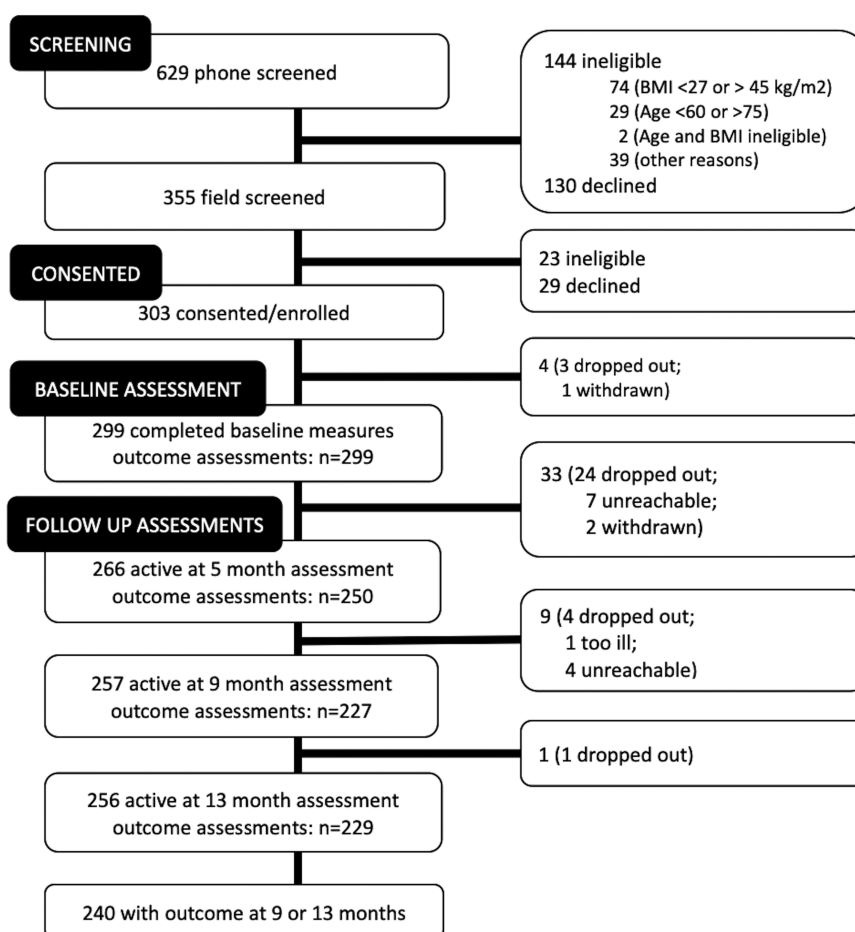 SCREENING
629 phone screened
144 ineligible
74 (BMI <27 or > 45 kg/m2)
29 (Age <60 or >75)
2 (Age and BMI ineligible)
39 (other reasons)
130 declined
355 field screened
23 ineligible
29 declined
CONSENTED
303 consented/enrolled
4 (3 dropped out;
1 withdrawn)
BASELINE ASSESSMENT
299 completed baseline measures
outcome assessments: n=299
33 (24 dropped out;
7 unreachable;
2 withdrawn)
FOLLOW UP ASSESSMENTS
266 active at 5 month assessment
outcome assessments: n=250
9 (4 dropped out;
1 too ill;
4 unreachable)
257 active at 9 month assessment
outcome assessments: n=227
1 (1 dropped out)
256 active at 13 month assessment
outcome assessments: n=229
240 with outcome at 9 or 13 months